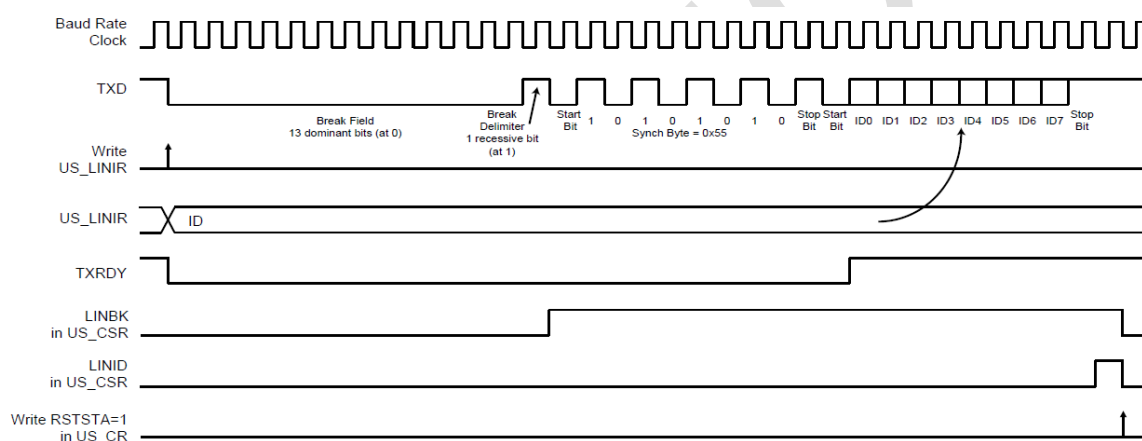 Baud Rate
Clock
TXD
Break Field
13 dominant bits (at 0)
Break
Delimiter
1 recessive bit
(at 1)
Start
Bit
1 0 1 0 1 0 1 0
Synch Byte = 0x55
Stop
Bit
Start
Bit
ID0 ID1 ID2 ID3 ID4 ID5 ID6 ID7
Stop
Bit
Write
US_LINIR
US_LINIR
ID
TXRDY
LINBK
in US_CSR
LINID
in US_CSR
Write RSTSTA=1
in US_CR